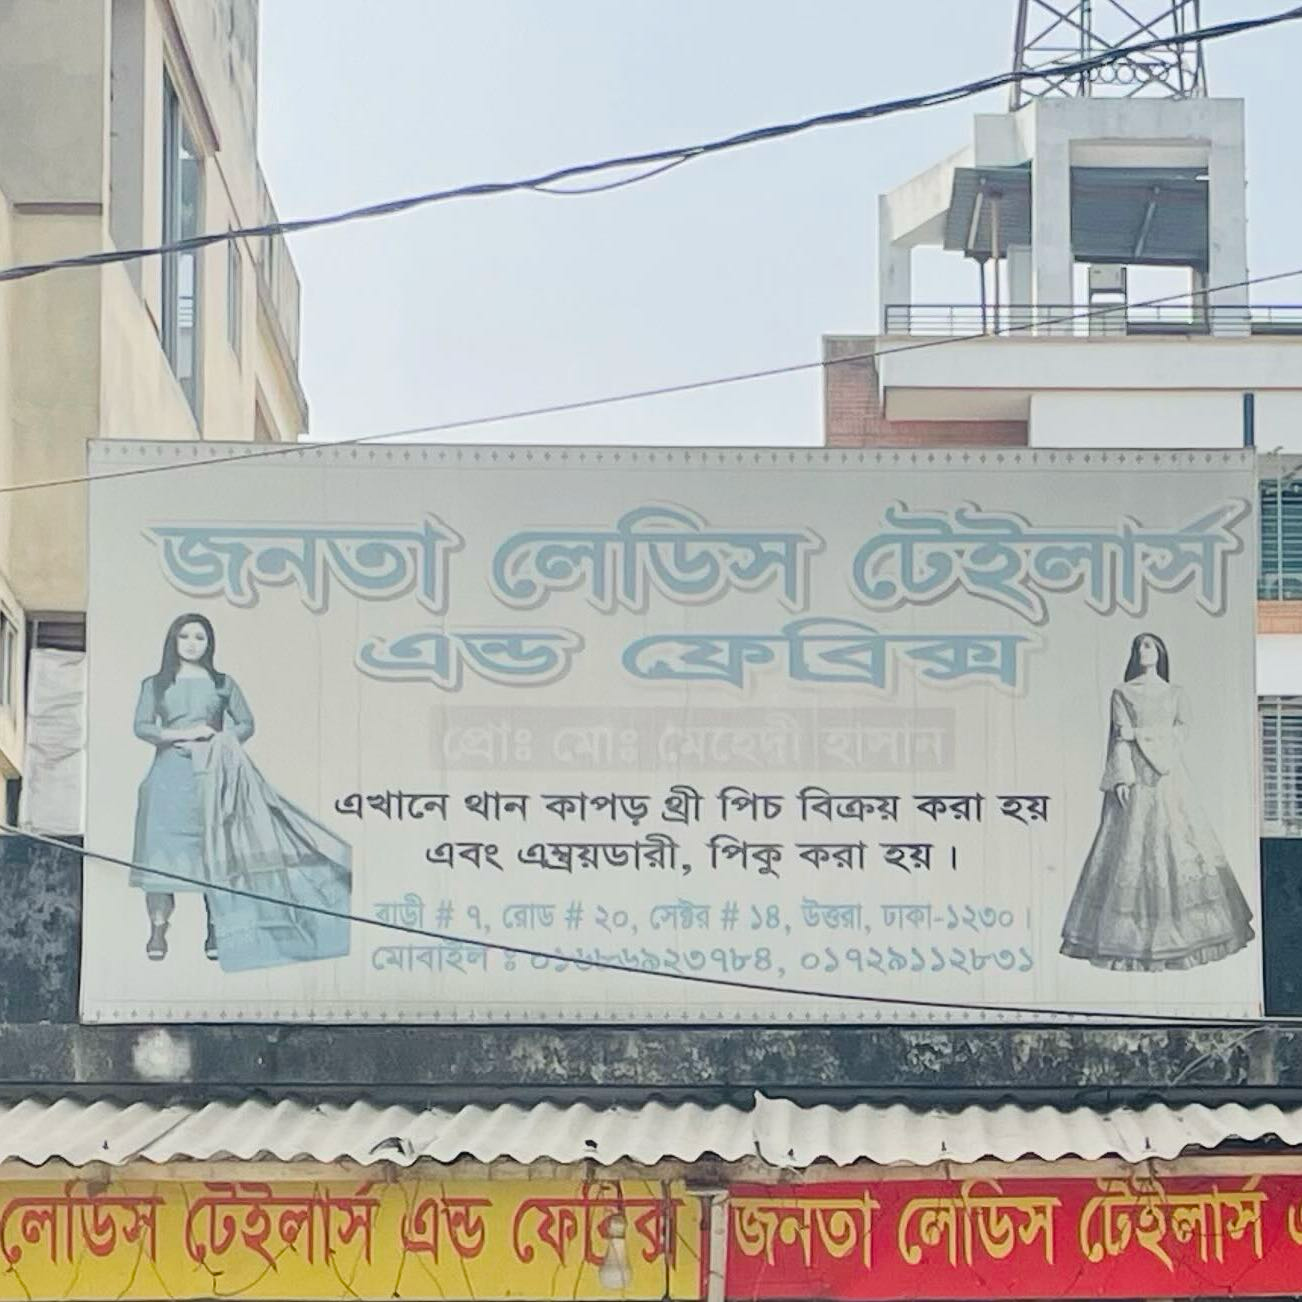 জনতা লেডিস টেইলার্স
এন্ড ফেব্রিক্স
প্রোঃ মোঃ মেহেদী হাসান
এখানে থান কাপড় থ্রী পিচ বিক্রয় করা হয়
এবং এম্ব্রয়ডারী, পিকু করা হয় ।
বাড়ী # ৭, রোড # ২০, সেক্টর # ১৪, উত্তরা, ঢাকা-১২৩০।
মোবাইল : ০১৭২৯১১২৮৩১
লেডিস টেইলার্স এন্ড ফেব্রিক্স
জনতা লেডিস টেইলার্স